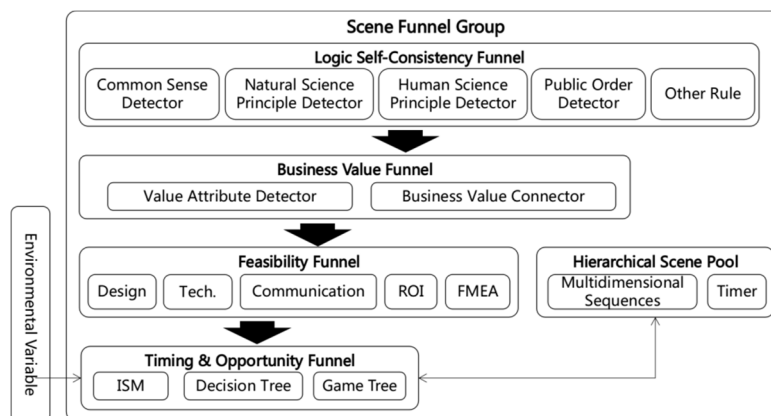 Scene Funnel Group
Logic Self-Consistency Funnel
Common Sense
Detector
Natural Science
Principle Detector
Human Science
Principle Detector
Public Order
Detector
Other Rule
Business Value Funnel
Value Attribute Detector
Business Value Connector
Environmental Variable
Feasibility Funnel
Design
Tech.
Communication
ROI
FMEA
Hierarchical Scene Pool
Multidimensional
Sequences
Timer
Timing & Opportunity Funnel
ISM
Decision Tree
Game Tree